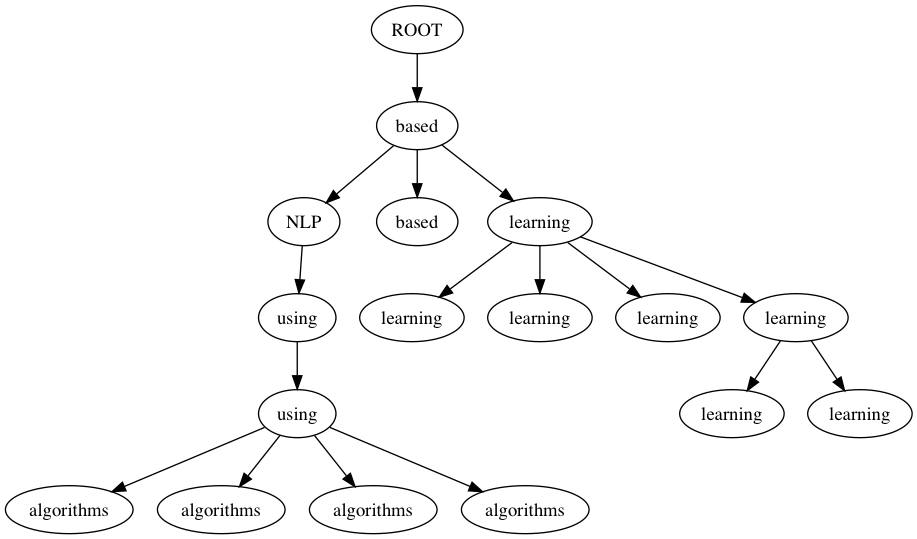 ROOT
based
NLP
based
learning
using
learning
learning
learning
learning
using
learning
learning
algorithms
algorithms
algorithms
algorithms